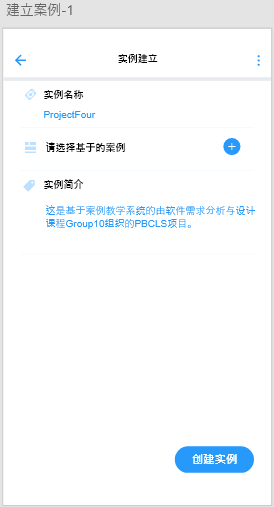 建立案例-1
实例建立
实例名称
ProjectFour
请选择基于的案例
实例简介
这是基于案例教学系统的由软件需求分析与设计
课程Group10组织的PBCLS项目。
创建实例